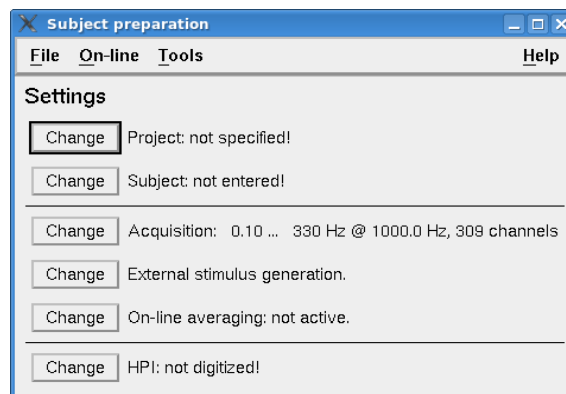 Subject preparation
File On-line Tools Help
Settings
Change Project: not specified!
Change Subject: not entered!
Change Acquisition: 0.10 ... 330 Hz @ 1000.0 Hz, 309 channels
Change External stimulus generation.
Change On-line averaging: not active.
Change HPI: not digitized!